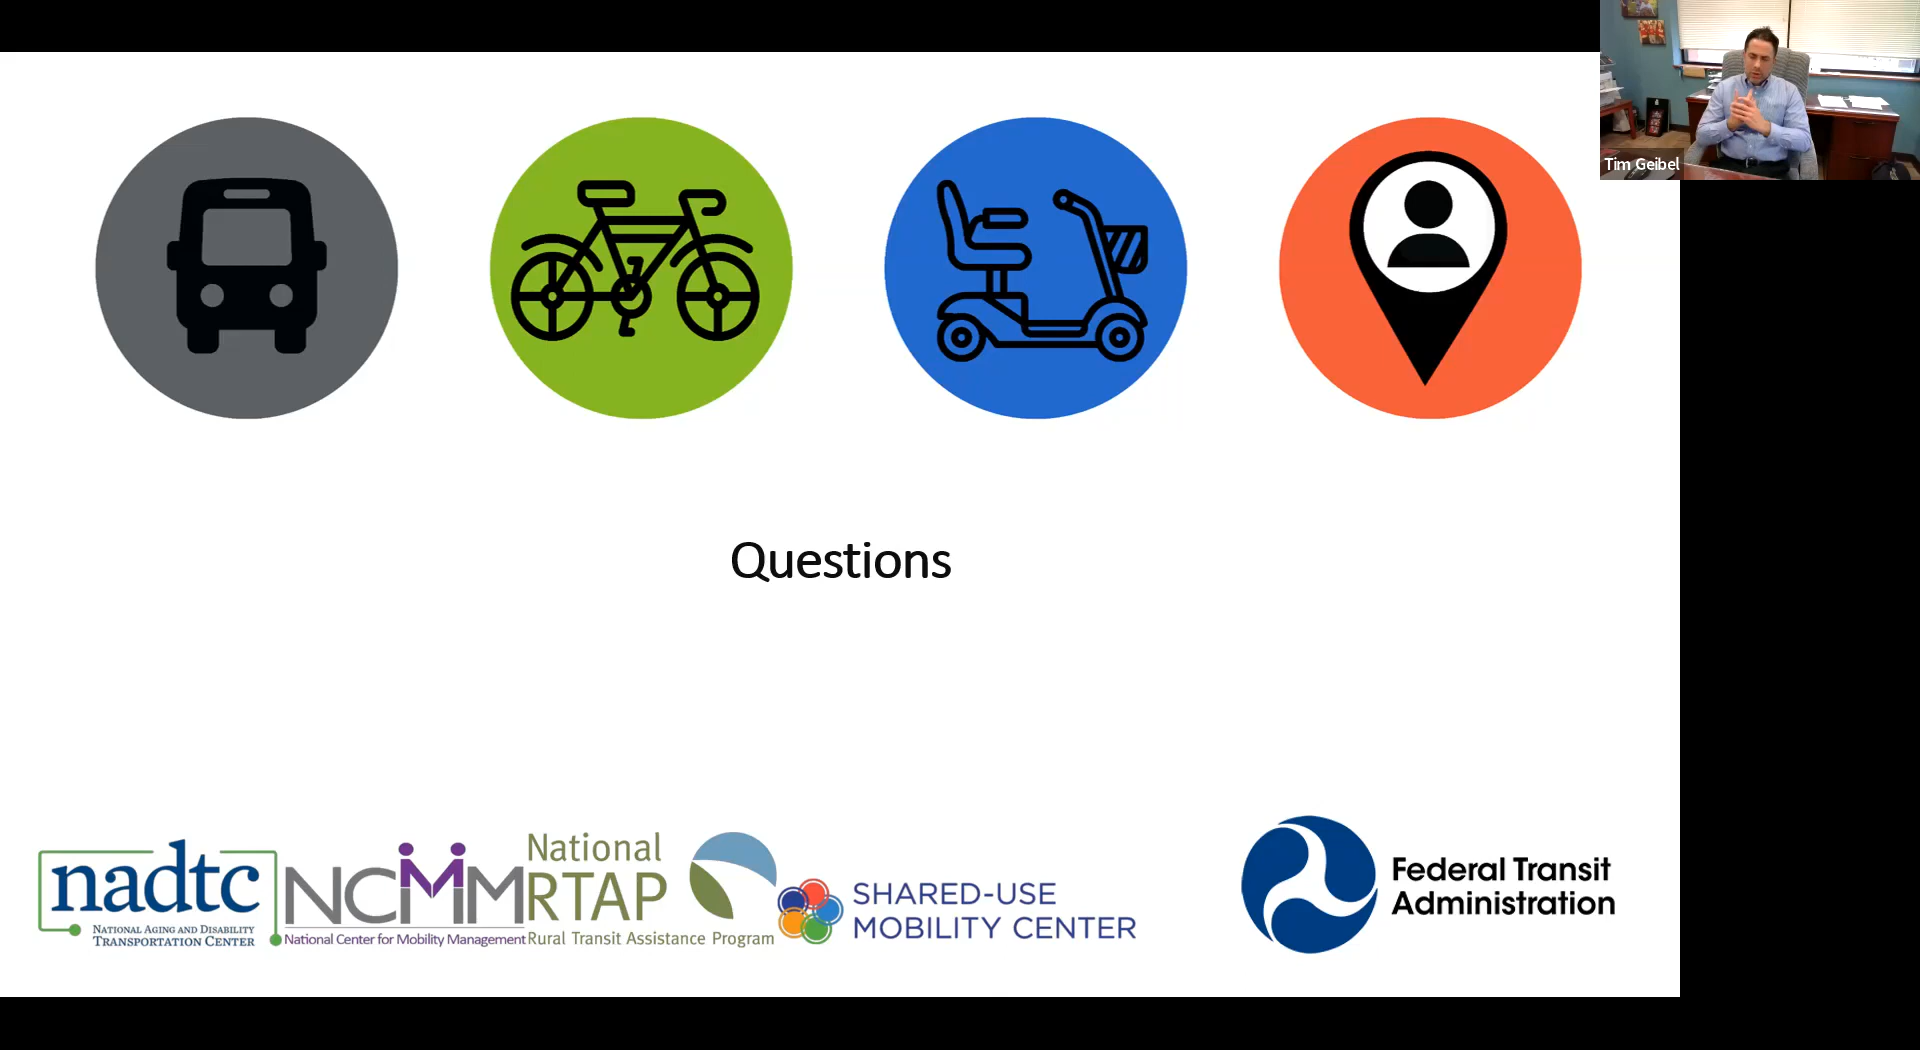 Tim Geibel
Questions
nadtc
NATIONAL AGING AND DISABILITY
TRANSPORTATION CENTER
NCMM
National Center for Mobility Management
National
RTAP
Rural Transit Assistance Program
SHARED-USE
MOBILITY CENTER
Federal Transit
Administration